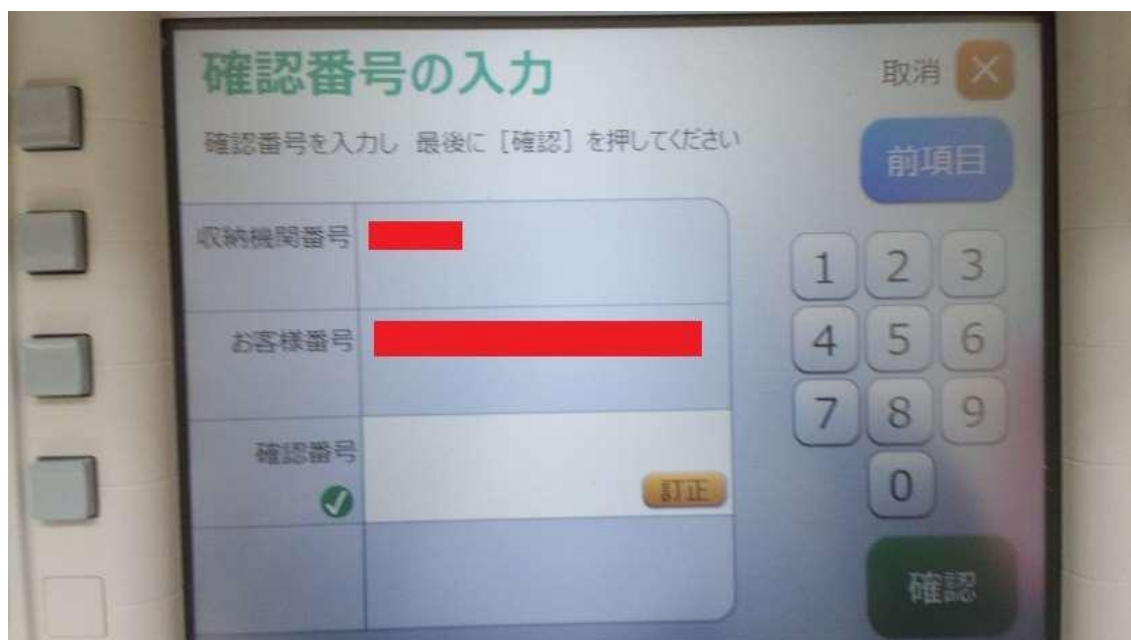 確認番号の入力
取消
確認番号を入力し 最後に [確認] を押してください
前項目
収納機関番号
お客様番号
確認番号
訂正
1 2 3
4 5 6
7 8 9
0
確認